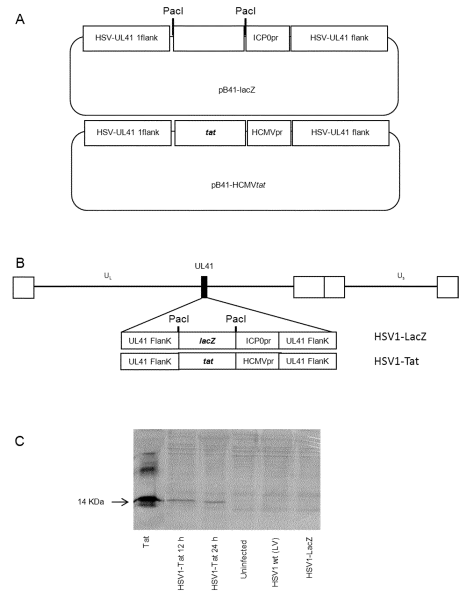 A
PacI PacI
HSV-UL41 1flank ICP0pr HSV-UL41 flank
pB41-lacZ
HSV-UL41 1flank tat HCMVpr HSV-UL41 flank
pB41-HCMVtat
B
UL41
UL Us
PacI PacI
UL41 FlanK lacZ ICP0pr UL41 FlanK HSV1-LacZ
UL41 FlanK tat HCMVpr UL41 FlanK HSV1-Tat
C
14 KDa
Tat
HSV1-Tat 12 h
HSV1-Tat 24 h
Uninfected
HSV1 wt (LV)
HSV1-LacZ